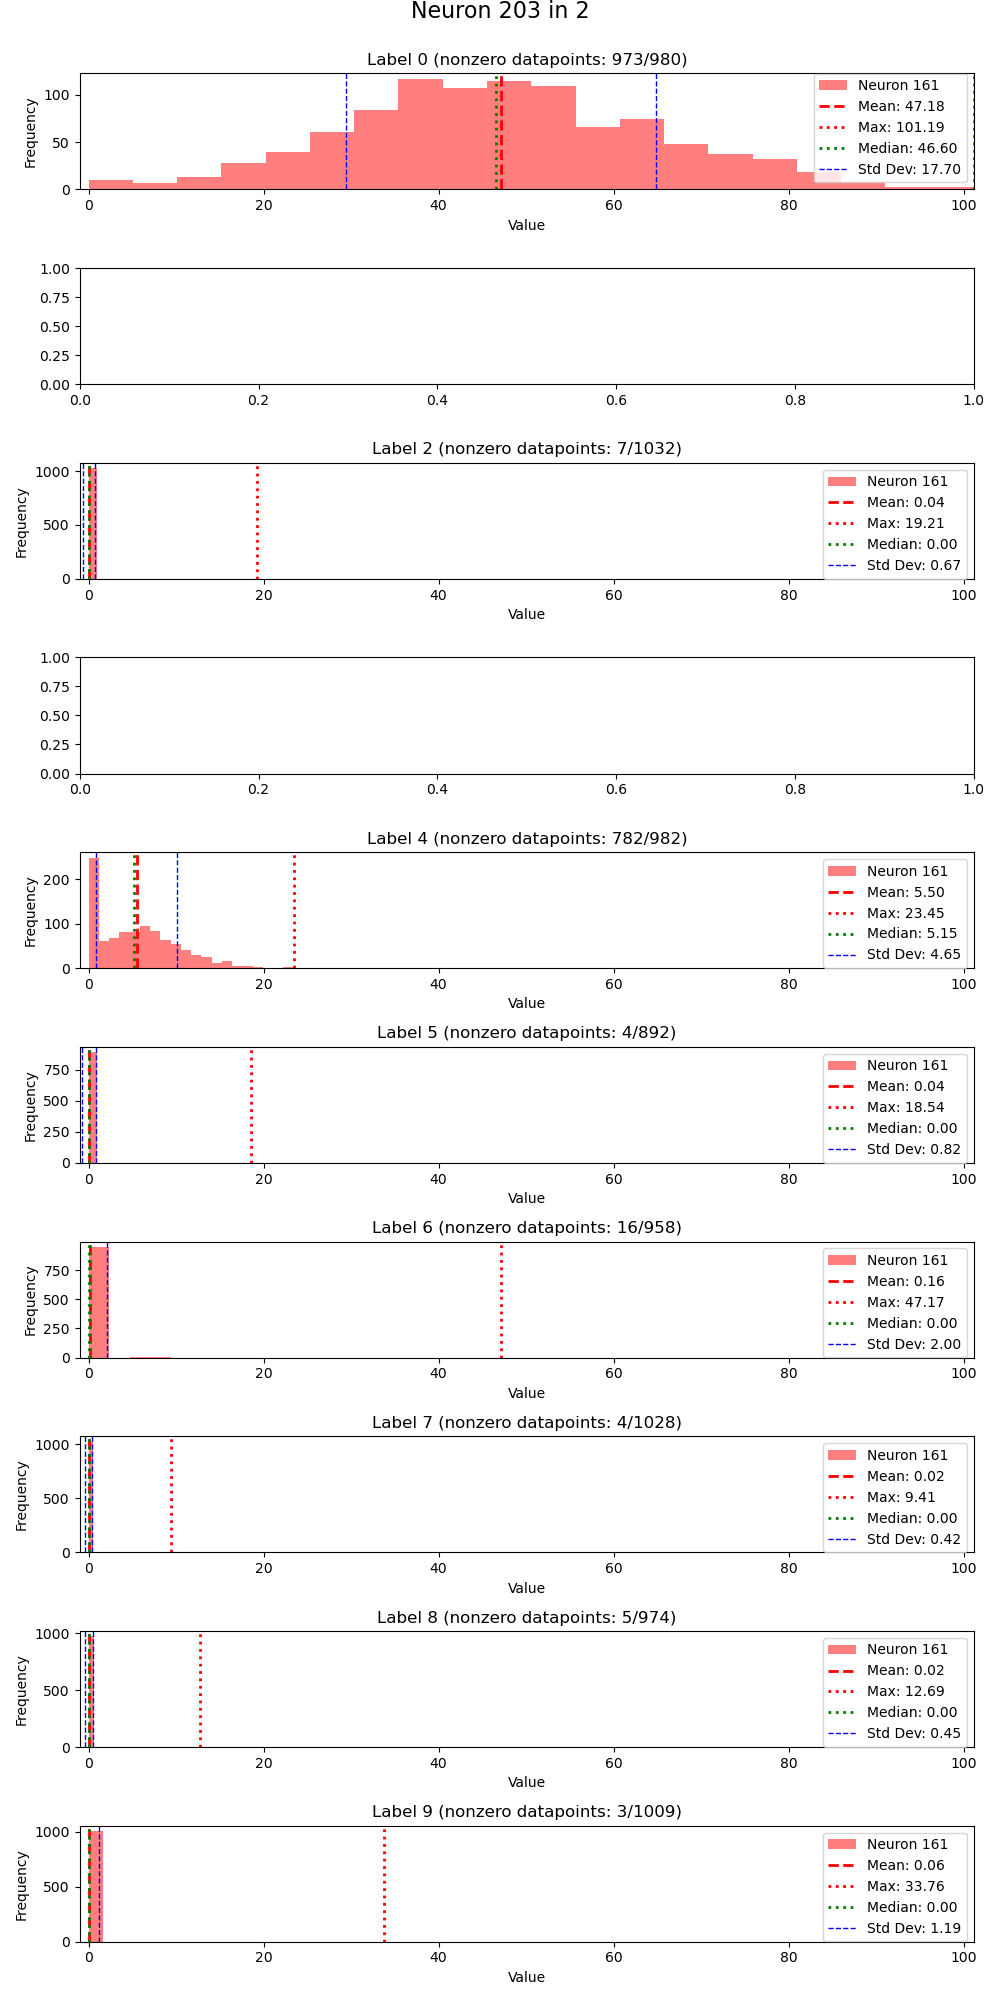 Neuron 203 in 2
Label 0 (nonzero datapoints: 973/980)
Frequency
100
50
0
Neuron 161
Mean: 47.18
Max: 101.19
Median: 46.60
Std Dev: 17.70
0 20 40 60 80 100
Value
1.00
0.75
0.50
0.25
0.00
0.0 0.2 0.4 0.6 0.8 1.0
Label 2 (nonzero datapoints: 7/1032)
Frequency
1000
500
0
Neuron 161
Mean: 0.04
Max: 19.21
Median: 0.00
Std Dev: 0.67
0 20 40 60 80 100
Value
1.00
0.75
0.50
0.25
0.00
0.0 0.2 0.4 0.6 0.8 1.0
Label 4 (nonzero datapoints: 782/982)
Frequency
200
100
0
Neuron 161
Mean: 5.50
Max: 23.45
Median: 5.15
Std Dev: 4.65
0 20 40 60 80 100
Value
Label 5 (nonzero datapoints: 4/892)
Frequency
750
500
250
0
Neuron 161
Mean: 0.04
Max: 18.54
Median: 0.00
Std Dev: 0.82
0 20 40 60 80 100
Value
Label 6 (nonzero datapoints: 16/958)
Frequency
750
500
250
0
Neuron 161
Mean: 0.16
Max: 47.17
Median: 0.00
Std Dev: 2.00
0 20 40 60 80 100
Value
Label 7 (nonzero datapoints: 4/1028)
Frequency
1000
500
0
Neuron 161
Mean: 0.02
Max: 9.41
Median: 0.00
Std Dev: 0.42
0 20 40 60 80 100
Value
Label 8 (nonzero datapoints: 5/974)
Frequency
1000
500
0
Neuron 161
Mean: 0.02
Max: 12.69
Median: 0.00
Std Dev: 0.45
0 20 40 60 80 100
Value
Label 9 (nonzero datapoints: 3/1009)
Frequency
1000
500
0
Neuron 161
Mean: 0.06
Max: 33.76
Median: 0.00
Std Dev: 1.19
0 20 40 60 80 100
Value